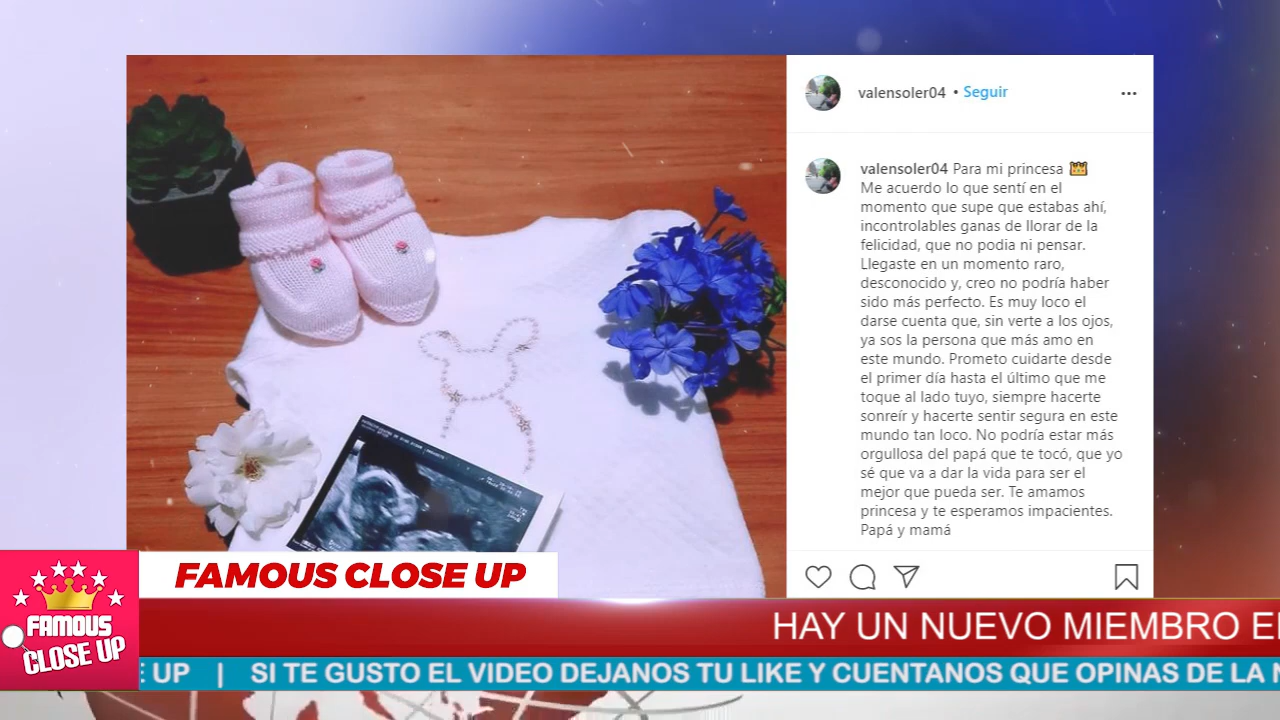 valensoler04 • Seguir
valensoler04 Para mi princesa
Me acuerdo lo que sentí en el
momento que supe que estabas ahí,
incontrolables ganas de llorar de la
felicidad, que no podia ni pensar.
Llegaste en un momento raro,
desconocido y, creo no podría haber
sido más perfecto. Es muy loco el
darse cuenta que, sin verte a los ojos,
ya sos la persona que más amo en
este mundo. Prometo cuidarte desde
el primer día hasta el último que me
toque al lado tuyo, siempre hacerte
sonreír y hacerte sentir segura en este
mundo tan loco. No podría estar más
orgullosa del papá que te tocó, que yo
sé que va a dar la vida para ser el
mejor que pueda ser. Te amamos
princesa y te esperamos impacientes.
Papá y mamá
FAMOUS CLOSE UP
FAMOUS
CLOSE UP
HAY UN NUEVO MIEMBRO E
E UP | SI TE GUSTO EL VIDEO DEJANOS TU LIKE Y CUENTANOS QUE OPINAS DE LA N